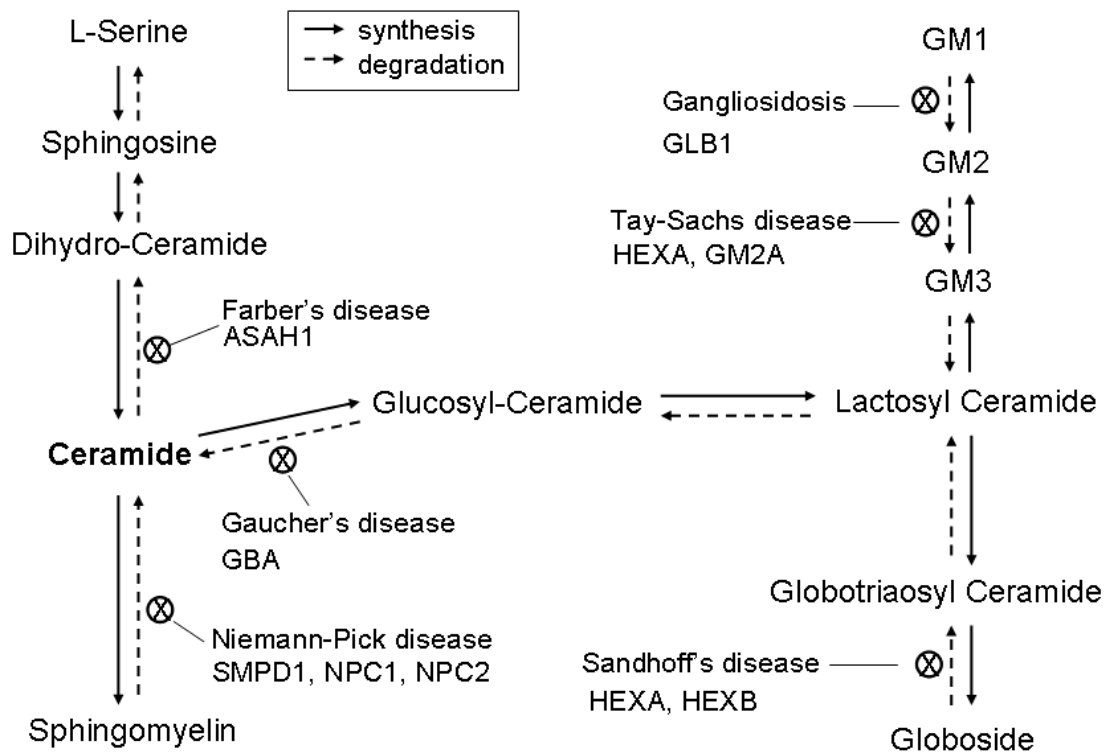 L-Serine
synthesis
degradation
GM1
Gangliosidosis
GLB1
Sphingosine
GM2
Tay-Sachs disease
HEXA, GM2A
Dihydro-Ceramide
GM3
Farber's disease
ASAH1
Glucosyl-Ceramide
Lactosyl Ceramide
Ceramide
Gaucher's disease
GBA
Globotriaosyl Ceramide
Niemann-Pick disease
SMPD1, NPC1, NPC2
Sandhoff's disease
HEXA, HEXB
Sphingomyelin
Globoside